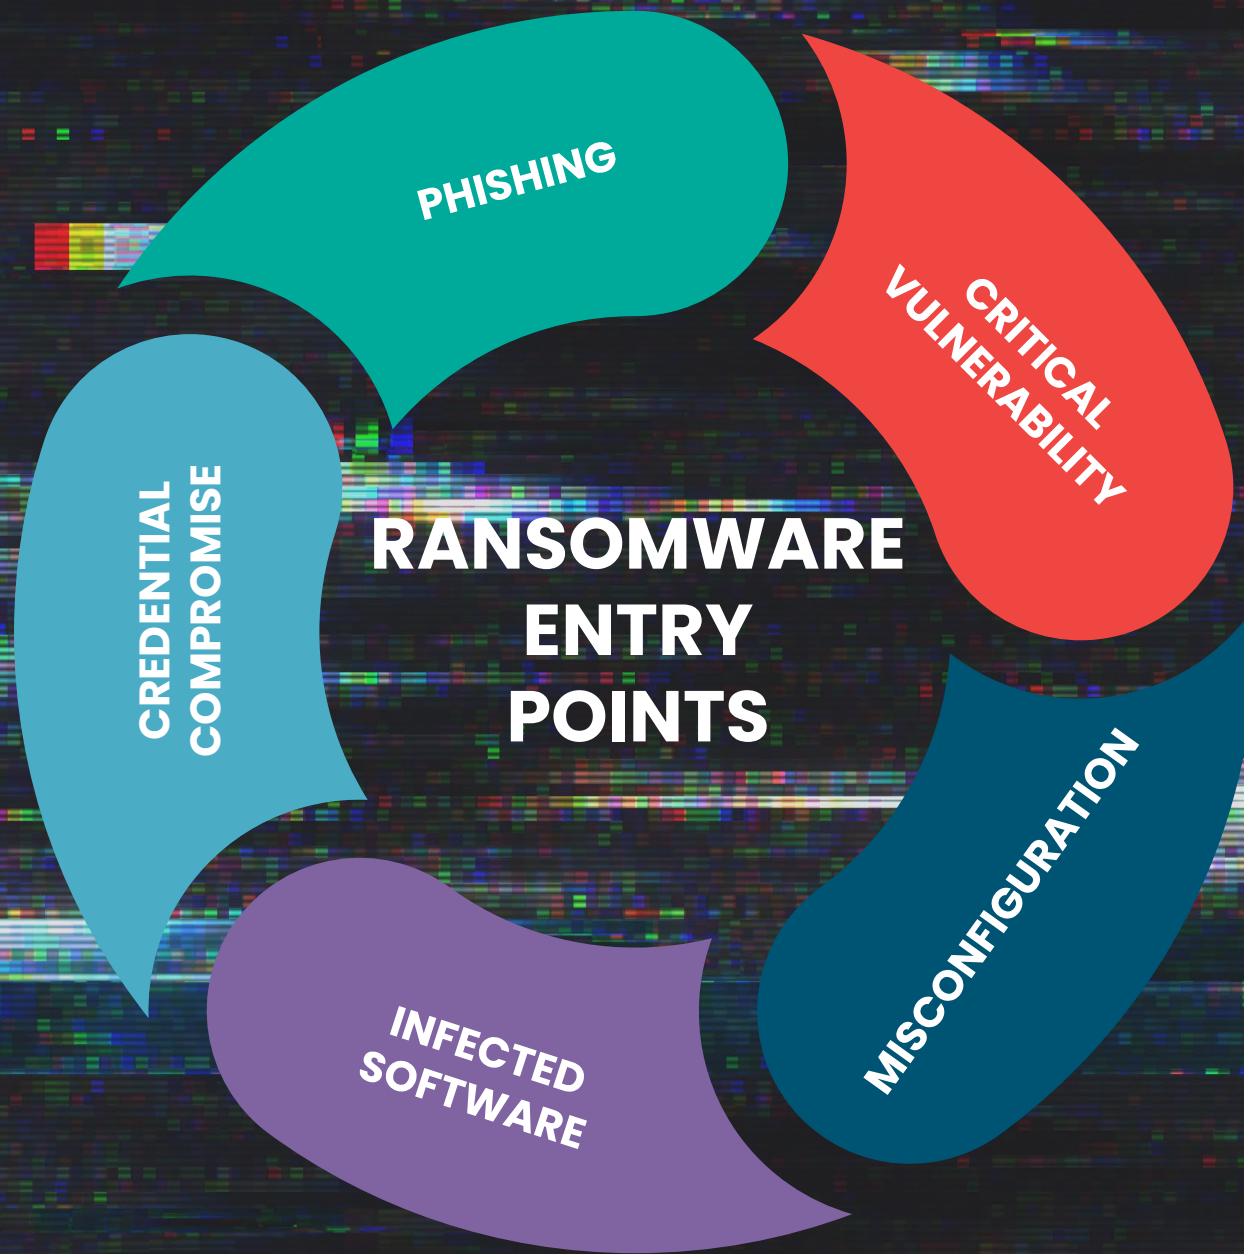 PHISHING
CRITICAL
VULNERABILITY
MISCONFIGURATION
INFECTED
SOFTWARE
CREDENTIAL
COMPROMISE
RANSOMWARE
ENTRY
POINTS